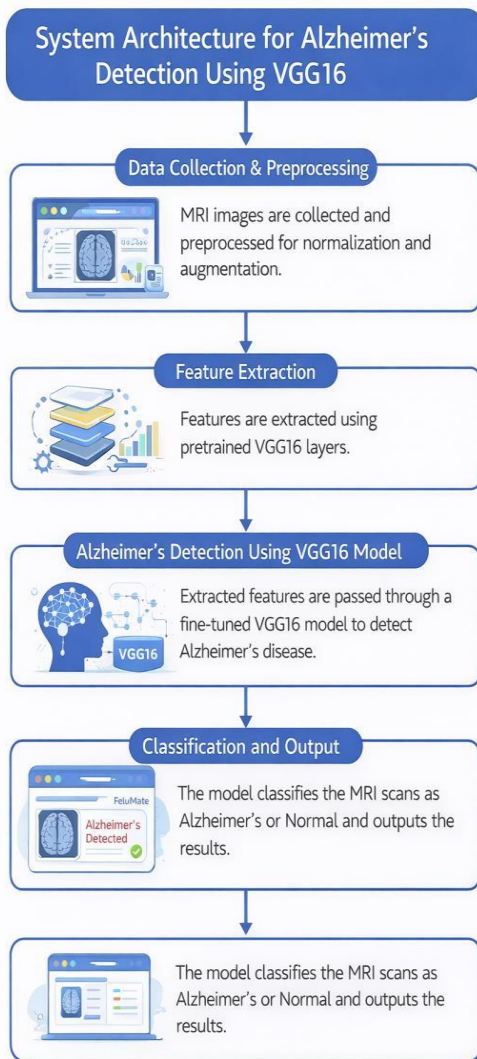 System Architecture for Alzheimer's
Detection Using VGG16
Data Collection & Preprocessing
MRI images are collected and
preprocessed for normalization and
augmentation.
Feature Extraction
Features are extracted using
pretrained VGG16 layers.
Alzheimer's Detection Using VGG16 Model
Extracted features are passed through a
fine-tuned VGG16 model to detect
Alzheimer's disease.
VGG16
Classification and Output
FeluMate
Alzheimer's
Detected
The model classifies the MRI scans as
Alzheimer's or Normal and outputs the
results.
The model classifies the MRI scans as
Alzheimer's or Normal and outputs the
results.